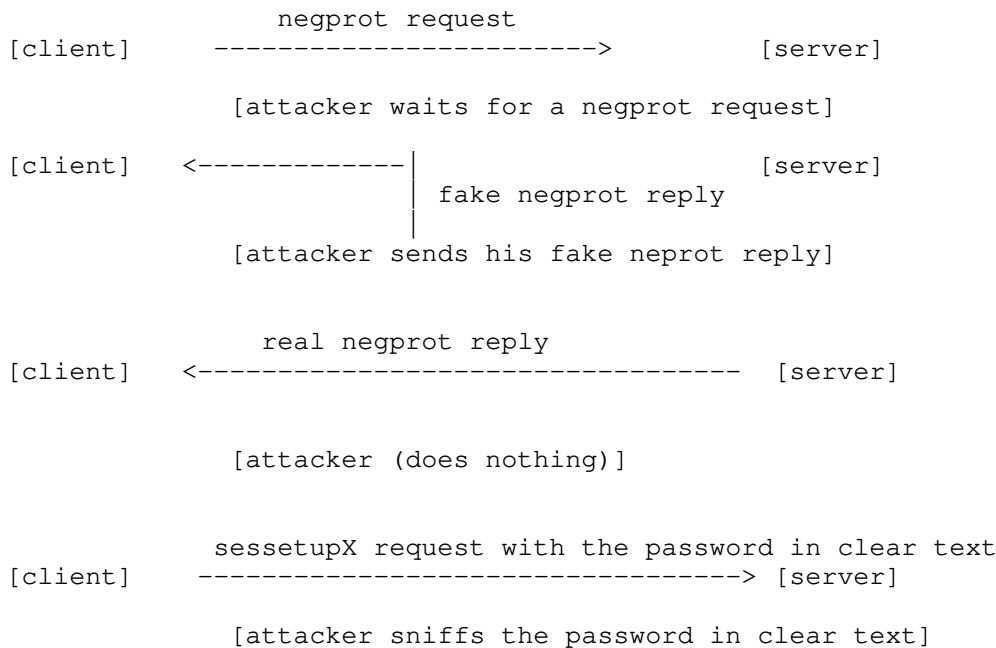 negprot request
[client] ------------------------> [server]
[attacker waits for a negprot request]
[client] <-------------| [server]
| fake negprot reply
|
[attacker sends his fake neprot reply]
real negprot reply
[client] <---------------------------------- [server]
[attacker (does nothing)]
sessetupX request with the password in clear text
[client] ----------------------------------> [server]
[attacker sniffs the password in clear text]